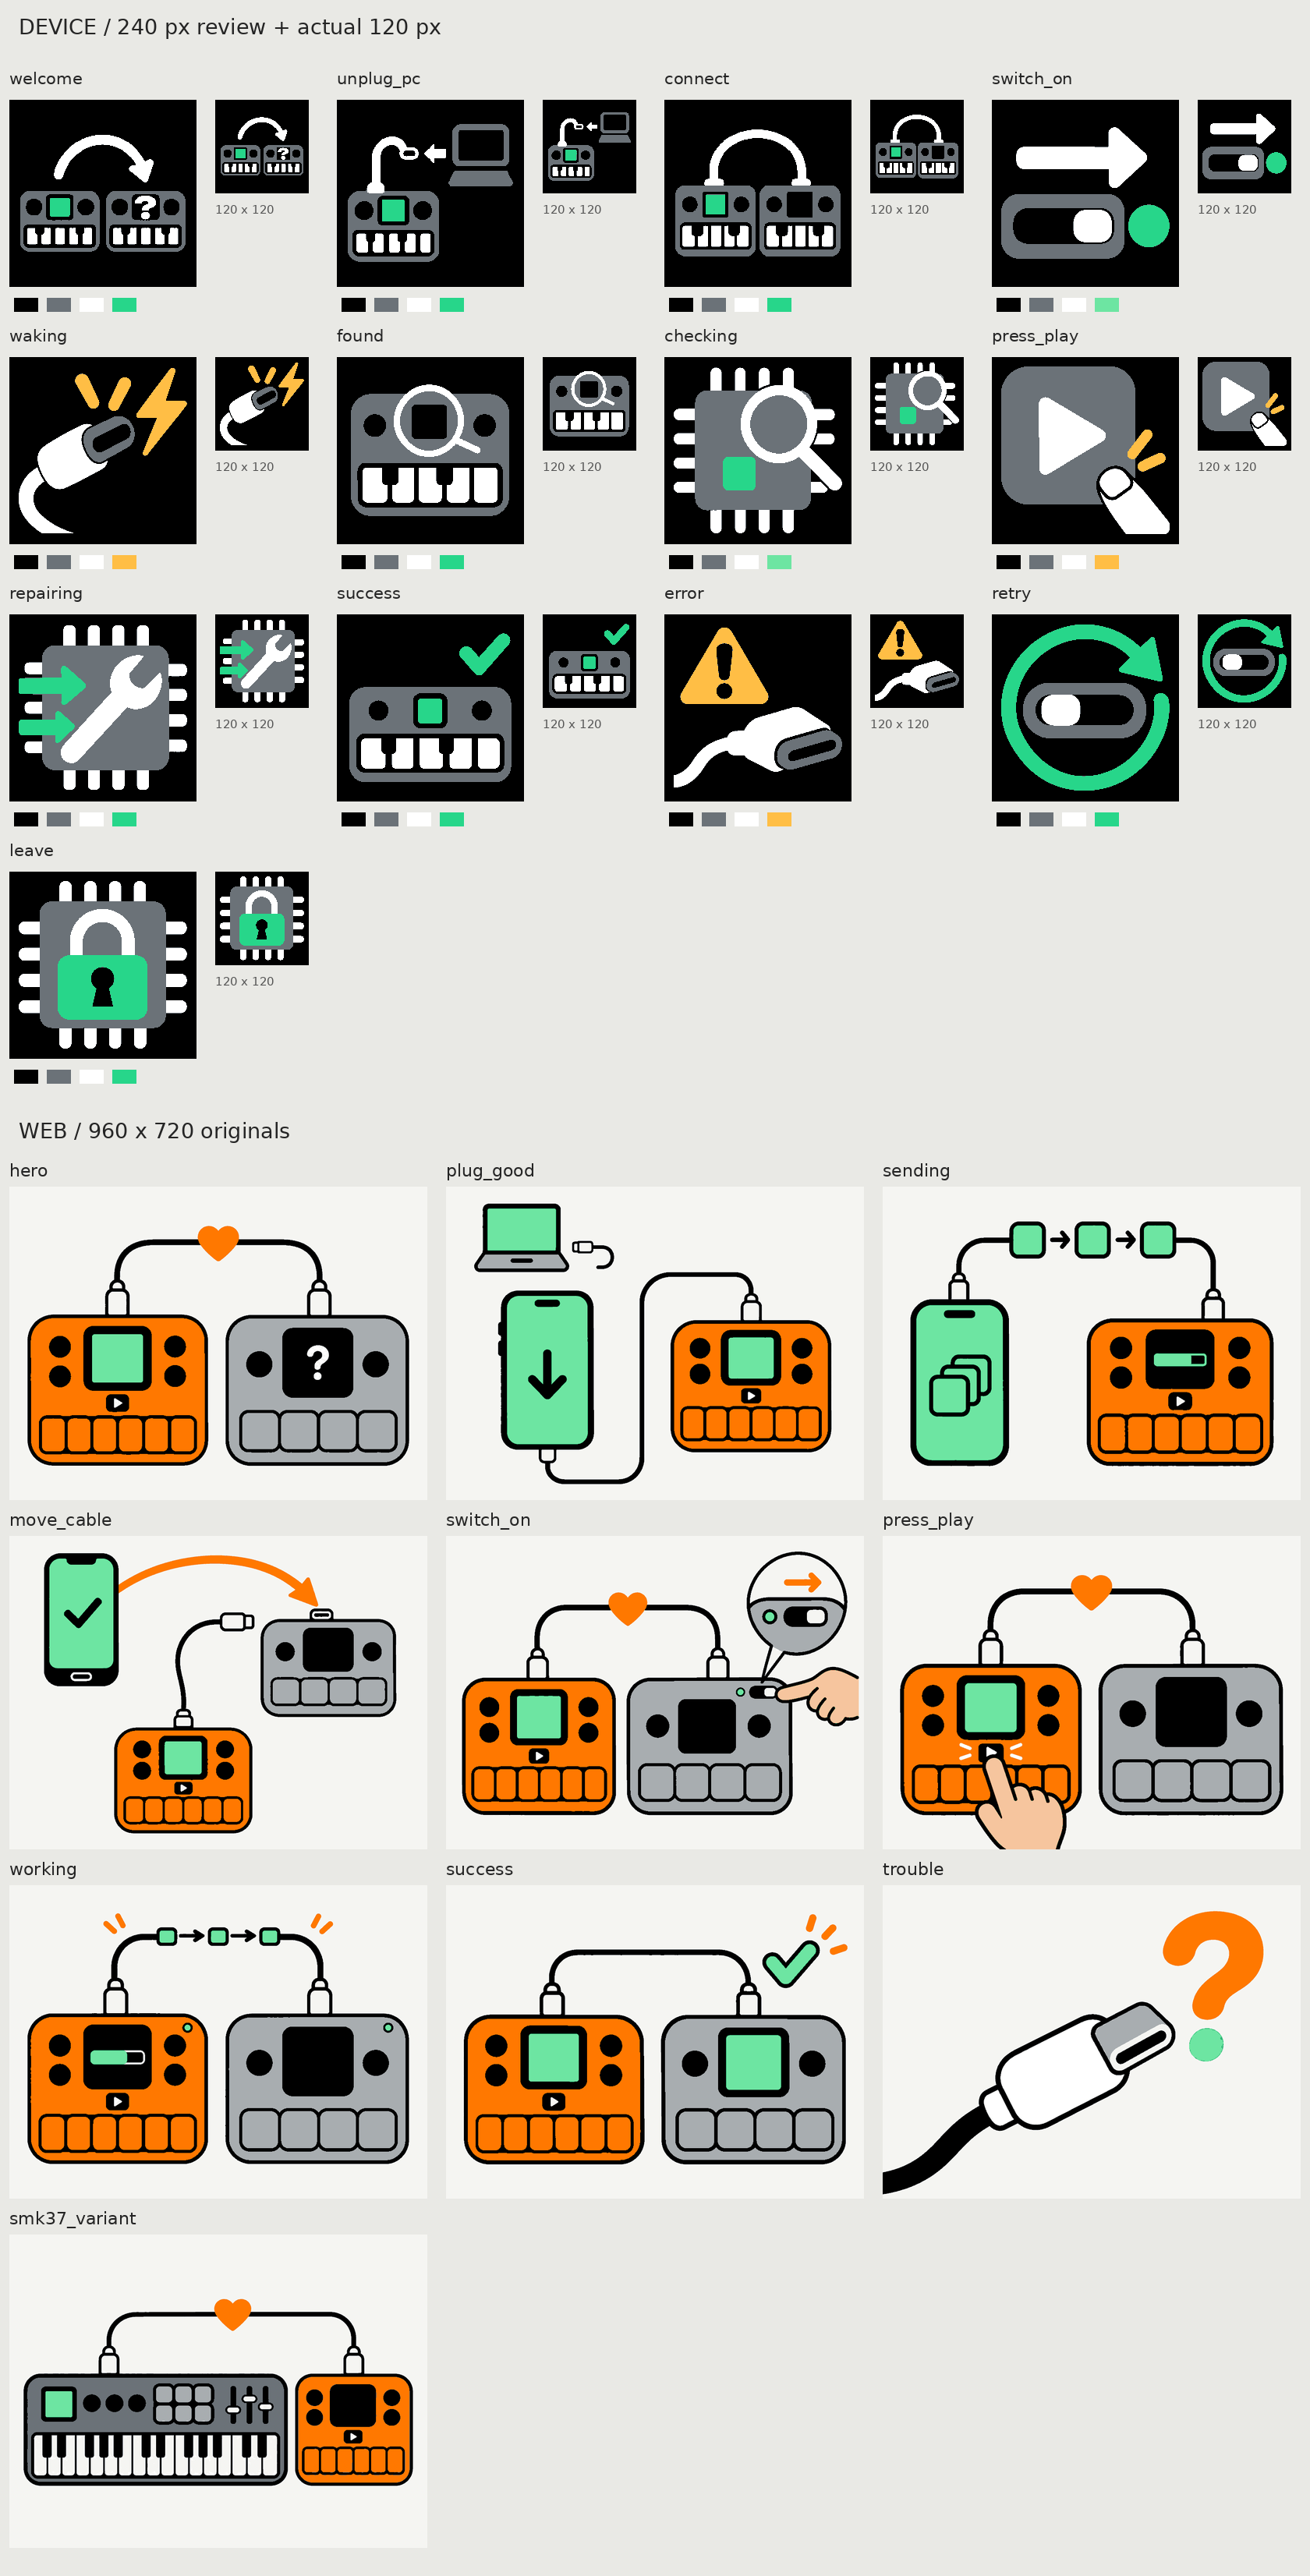 DEVICE / 240 px review + actual 120 px
welcome unplug_pc connect switch_on
? ?
120 x 120 120 x 120 120 x 120 120 x 120
waking found checking press_play
120 x 120 120 x 120 120 x 120 120 x 120
repairing success error retry
! !
120 x 120 120 x 120 120 x 120 120 x 120
leave
120 x 120
WEB / 960 x 720 originals
hero plug_good sending
?
move_cable switch_on press_play
working success trouble
?
smk37_variant